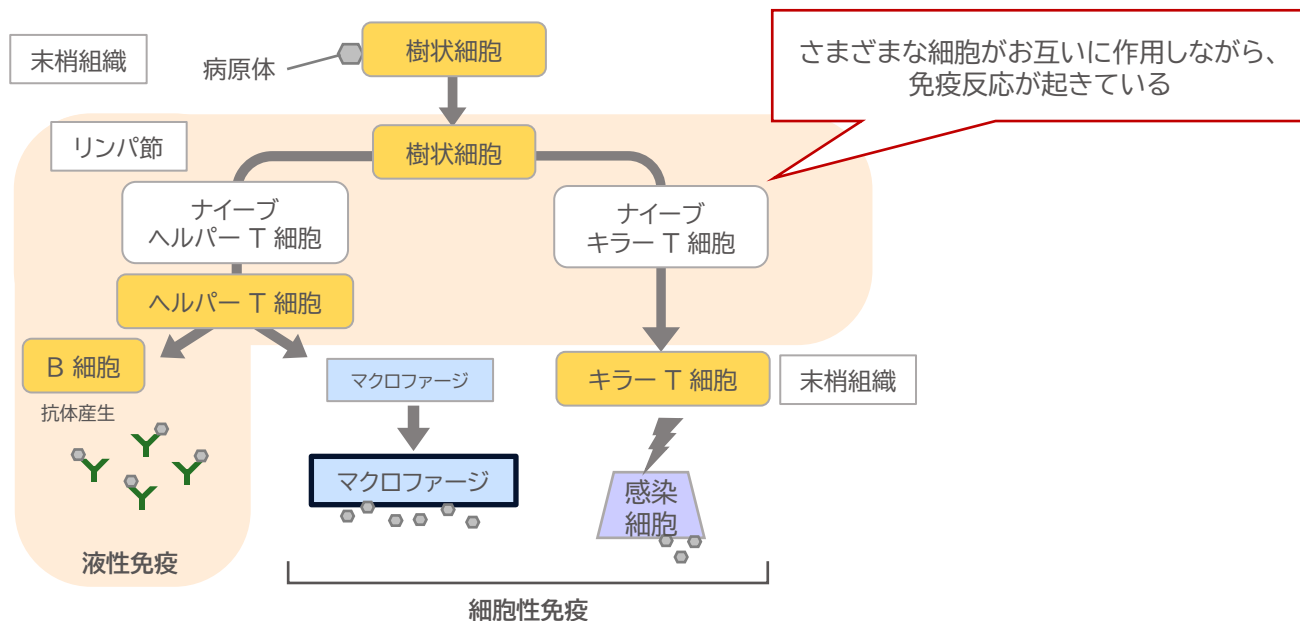 末梢組織
病原体
樹状細胞
さまざまな細胞がお互いに作用しながら、
免疫反応が起きている
リンパ節
樹状細胞
ナイーブ
ヘルパー T 細胞
ナイーブ
キラー T 細胞
ヘルパー T 細胞
B 細胞
抗体産生
マクロファージ
キラー T 細胞
末梢組織
マクロファージ
感染
細胞
液性免疫
細胞性免疫